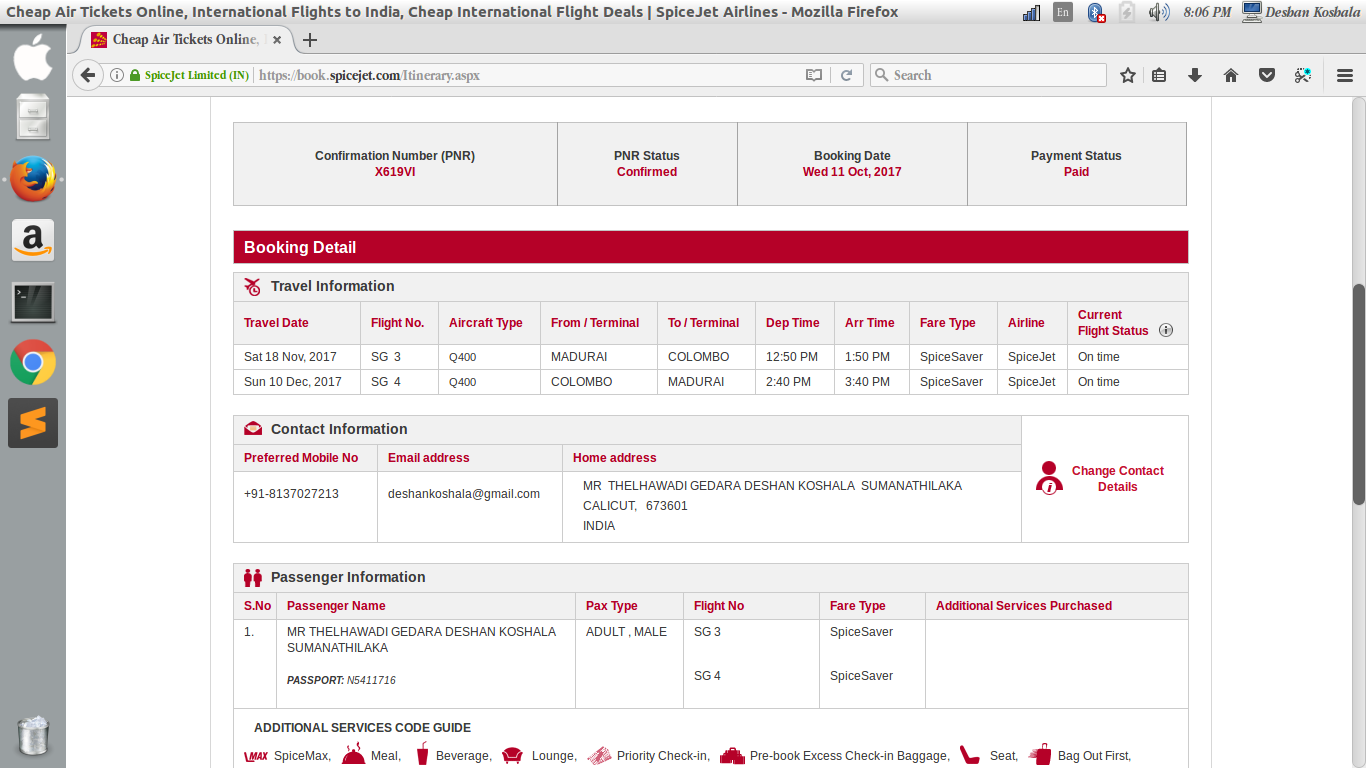 Cheap Air Tickets Online, International Flights to India, Cheap International Flight Deals | SpiceJet Airlines - Mozilla Firefox
En
8:06 PM
Deshan Koshala
Cheap Air Tickets Online,
SpiceJet Limited (IN)
https://book.spicejet.com/Itinerary.aspx
Search
Confirmation Number (PNR) PNR Status Booking Date Payment Status
X619VI Confirmed Wed 11 Oct, 2017 Paid
Booking Detail
Travel Information
Travel Date Flight No. Aircraft Type From / Terminal To / Terminal Dep Time Arr Time Fare Type Airline Current
Flight Status
Sat 18 Nov, 2017 SG 3 Q400 MADURAI COLOMBO 12:50 PM 1:50 PM SpiceSaver SpiceJet On time
Sun 10 Dec, 2017 SG 4 Q400 COLOMBO MADURAI 2:40 PM 3:40 PM SpiceSaver SpiceJet On time
Contact Information
Preferred Mobile No Email address Home address
+91-8137027213 deshankoshala@gmail.com
MR THELHAWADI GEDARA DESHAN KOSHALA SUMANATHILAKA
CALICUT, 673601
INDIA
Change Contact
Details
Passenger Information
S.No Passenger Name Pax Type Flight No Fare Type Additional Services Purchased
1. MR THELHAWADI GEDARA DESHAN KOSHALA ADULT , MALE SG 3 SpiceSaver
SUMANATHILAKA
PASSPORT: N5411716 SG 4 SpiceSaver
ADDITIONAL SERVICES CODE GUIDE
MAX SpiceMax, Meal, Beverage, Lounge, Priority Check-in, Pre-book Excess Check-in Baggage, Seat, Bag Out First,